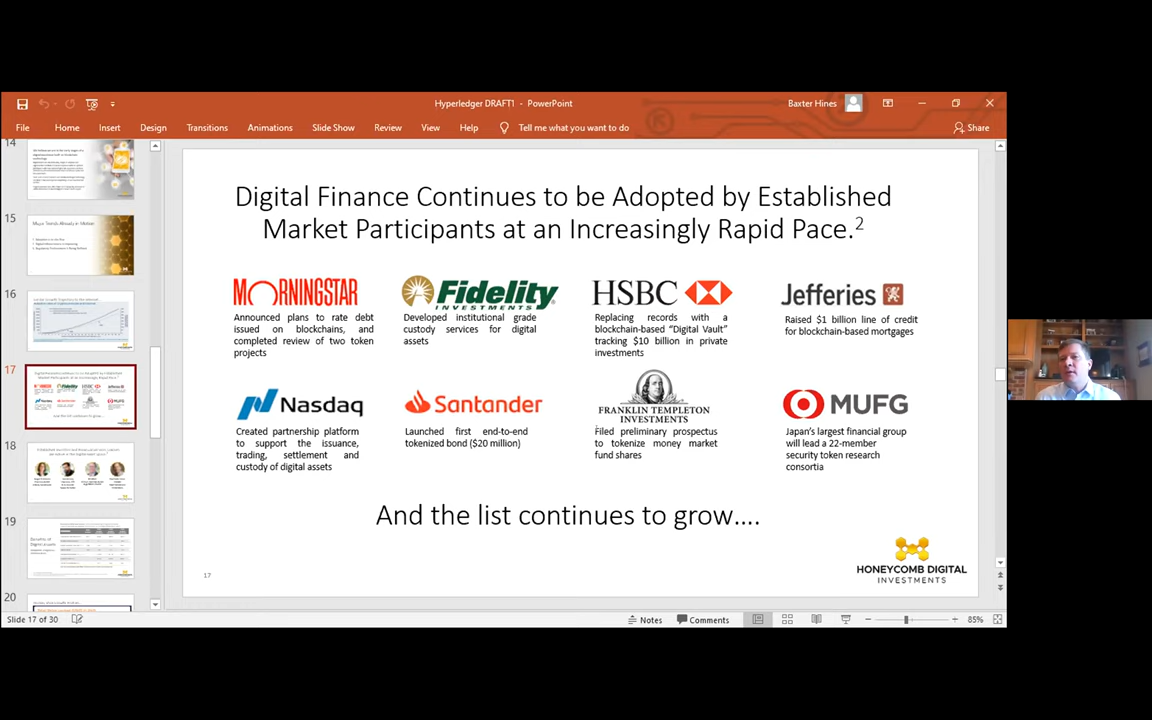 Hyperledger DRAFT1 - PowerPoint
Baxter Hines
File Home Insert Design Transitions Animations Slide Show Review View Help Tell me what you want to do Share
14
15
Major Trends Already in Motion
16
17
18
19
20
Digital Finance Continues to be Adopted by Established
Market Participants at an Increasingly Rapid Pace.2
MORNINGSTAR
Announced plans to rate debt
issued on blockchains, and
completed review of two token
projects
Fidelity
INVESTMENTS
Developed institutional grade
custody services for digital
assets
HSBC
Replacing records with a
blockchain-based “Digital Vault”
tracking $10 billion in private
investments
Jefferies
Raised $1 billion line of credit
for blockchain-based mortgages
Nasdaq
Created partnership platform
to support the issuance,
trading, settlement and
custody of digital assets
Santander
Launched first end-to-end
tokenized bond ($20 million)
FRANKLIN TEMPLETON
INVESTMENTS
Filed preliminary prospectus
to tokenize money market
fund shares
MUFG
Japan's largest financial group
will lead a 22-member
security token research
consortia
And the list continues to grow....
17
HONEYCOMB DIGITAL
INVESTMENTS
Slide 17 of 30
Notes
Comments
85%